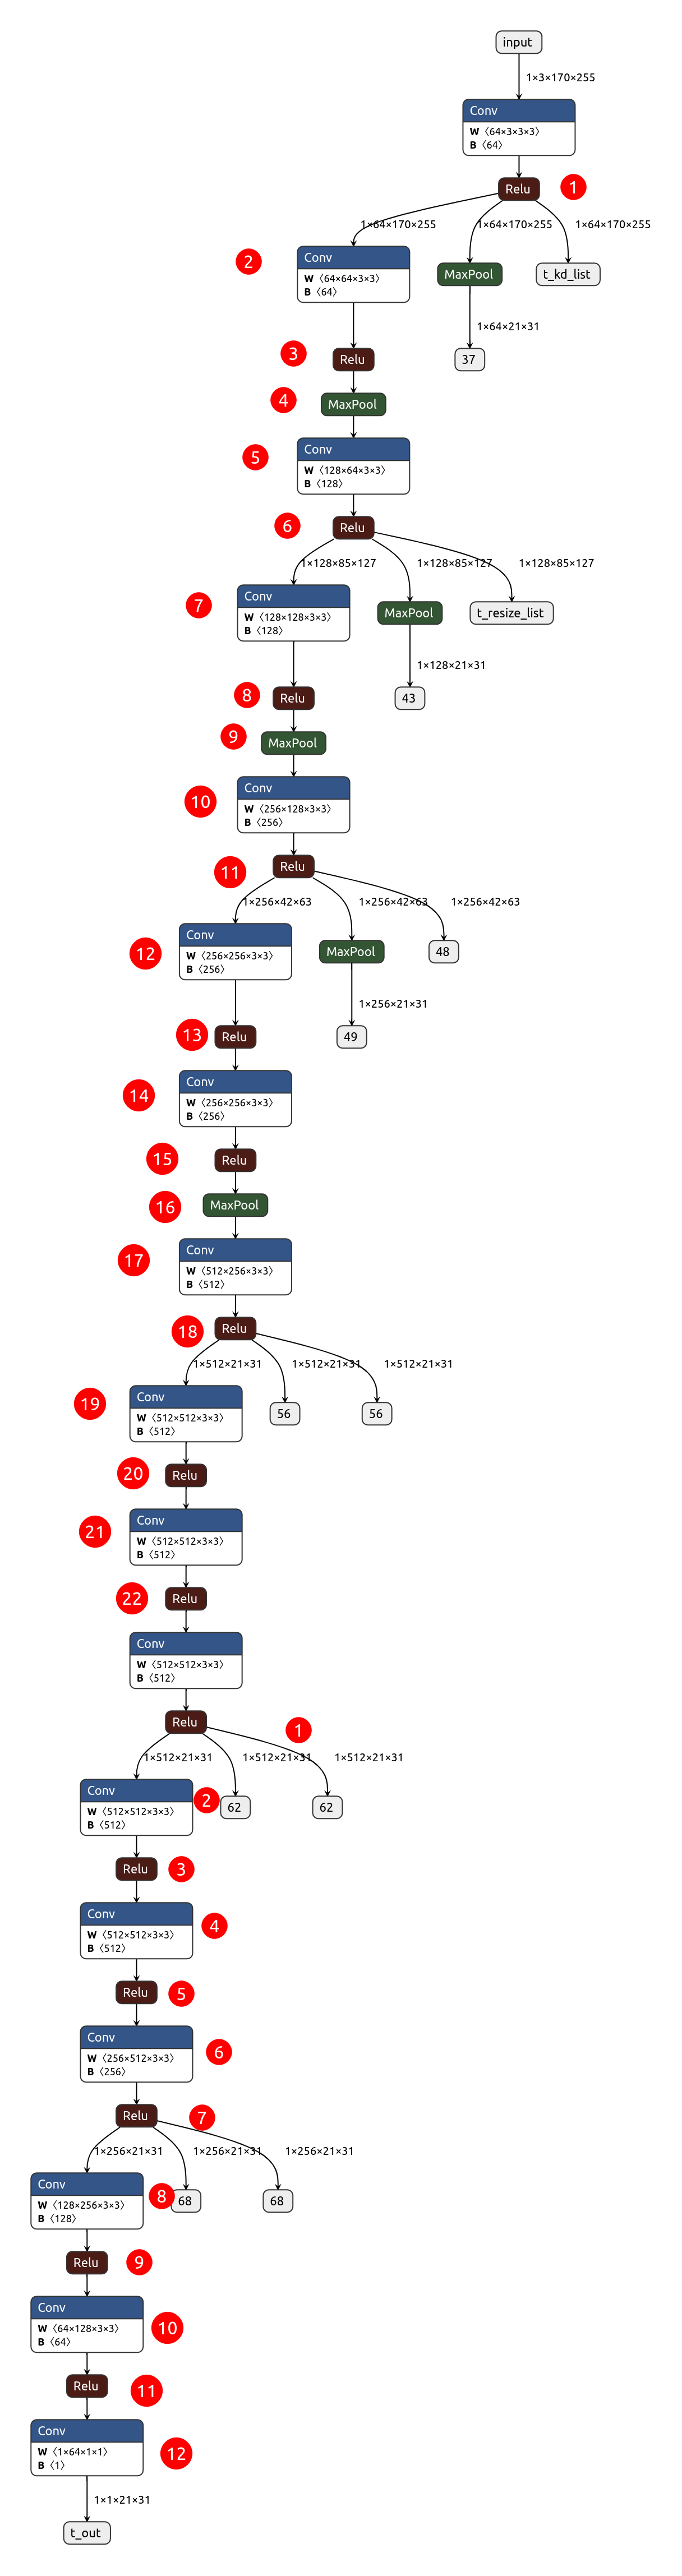 input
1×3×170×255
Conv
W ⟨64×3×3×3⟩
B ⟨64⟩
Relu
1
1×64×170×255
1×64×170×255
1×64×170×255
2
Conv
W ⟨64×64×3×3⟩
B ⟨64⟩
MaxPool
t_kd_list
1×64×21×31
3
Relu
37
4
MaxPool
5
Conv
W ⟨128×64×3×3⟩
B ⟨128⟩
6
Relu
1×128×85×127
1×128×85×127
1×128×85×127
7
Conv
W ⟨128×128×3×3⟩
B ⟨128⟩
MaxPool
t_resize_list
1×128×21×31
8
Relu
43
9
MaxPool
10
Conv
W ⟨256×128×3×3⟩
B ⟨256⟩
11
Relu
1×256×42×63
1×256×42×63
1×256×42×63
12
Conv
W ⟨256×256×3×3⟩
B ⟨256⟩
MaxPool
48
1×256×21×31
13
Relu
49
14
Conv
W ⟨256×256×3×3⟩
B ⟨256⟩
15
Relu
16
MaxPool
17
Conv
W ⟨512×256×3×3⟩
B ⟨512⟩
18
Relu
1×512×21×31
1×512×21×31
1×512×21×31
19
Conv
W ⟨512×512×3×3⟩
B ⟨512⟩
56
56
20
Relu
21
Conv
W ⟨512×512×3×3⟩
B ⟨512⟩
22
Relu
Conv
W ⟨512×512×3×3⟩
B ⟨512⟩
Relu
1
1×512×21×31
1×512×21×31
1×512×21×31
Conv
W ⟨512×512×3×3⟩
B ⟨512⟩
2
62
62
Relu
3
Conv
W ⟨512×512×3×3⟩
B ⟨512⟩
4
Relu
5
Conv
W ⟨256×512×3×3⟩
B ⟨256⟩
6
Relu
7
1×256×21×31
1×256×21×31
1×256×21×31
Conv
W ⟨128×256×3×3⟩
B ⟨128⟩
8
68
68
Relu
9
Conv
W ⟨64×128×3×3⟩
B ⟨64⟩
10
Relu
11
Conv
W ⟨1×64×1×1⟩
B ⟨1⟩
12
1×1×21×31
t_out